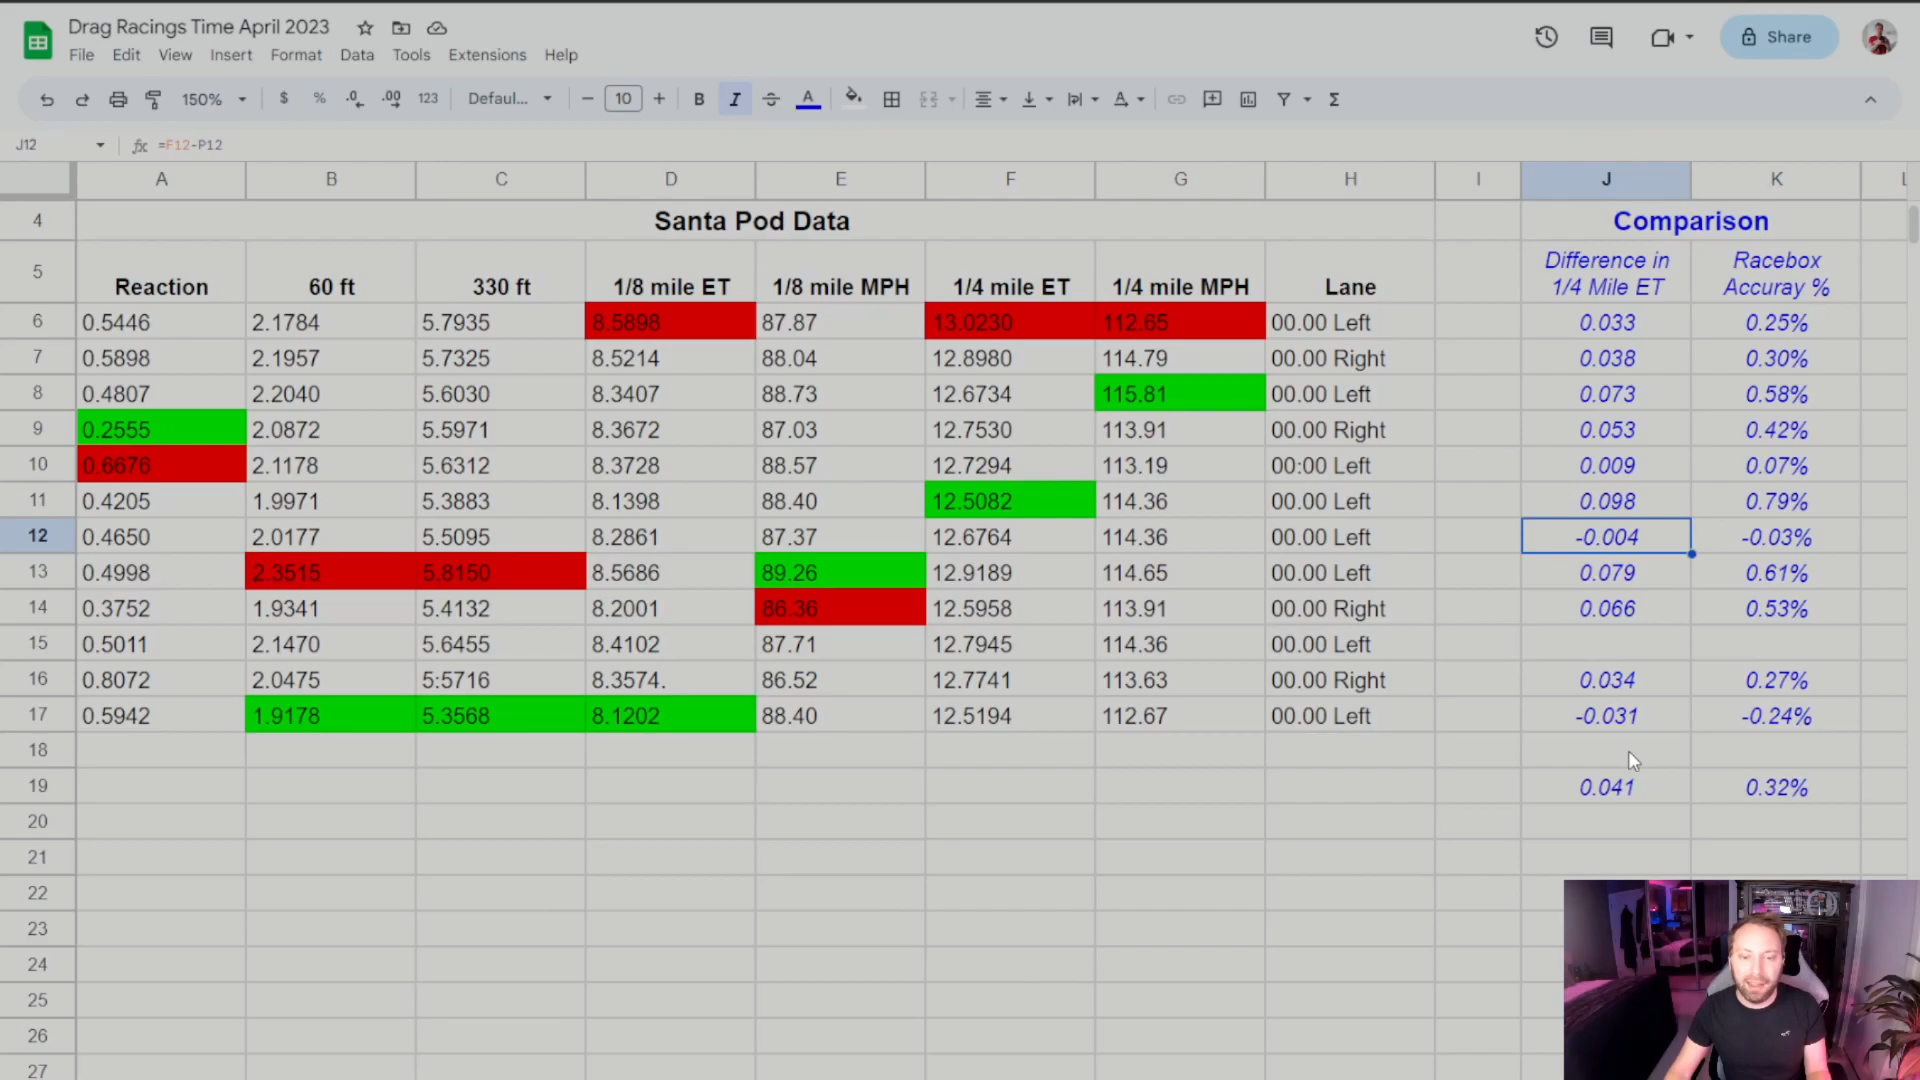 Drag Racings Time April 2023
File Edit View Insert Format Data Tools Extensions Help
Share
150% $ % .0 .00 123 Defaul... 10 B I A A Σ
J12 fx =F12-P12
A B C D E F G H I J K L
4 Santa Pod Data Comparison
5 Reaction 60 ft 330 ft 1/8 mile ET 1/8 mile MPH 1/4 mile ET 1/4 mile MPH Lane Difference in 1/4 Mile ET Racebox Accuray %
6 0.5446 2.1784 5.7935 8.5898 87.87 13.0230 112.65 00.00 Left 0.033 0.25%
7 0.5898 2.1957 5.7325 8.5214 88.04 12.8980 114.79 00.00 Right 0.038 0.30%
8 0.4807 2.2040 5.6030 8.3407 88.73 12.6734 115.81 00.00 Left 0.073 0.58%
9 0.2555 2.0872 5.5971 8.3672 87.03 12.7530 113.91 00.00 Right 0.053 0.42%
10 0.6676 2.1178 5.6312 8.3728 88.57 12.7294 113.19 00:00 Left 0.009 0.07%
11 0.4205 1.9971 5.3883 8.1398 88.40 12.5082 114.36 00.00 Left 0.098 0.79%
12 0.4650 2.0177 5.5095 8.2861 87.37 12.6764 114.36 00.00 Left -0.004 -0.03%
13 0.4998 2.3515 5.8150 8.5686 89.26 12.9189 114.65 00.00 Left 0.079 0.61%
14 0.3752 1.9341 5.4132 8.2001 86.36 12.5958 113.91 00.00 Right 0.066 0.53%
15 0.5011 2.1470 5.6455 8.4102 87.71 12.7945 114.36 00.00 Left
16 0.8072 2.0475 5:5716 8.3574. 86.52 12.7741 113.63 00.00 Right 0.034 0.27%
17 0.5942 1.9178 5.3568 8.1202 88.40 12.5194 112.67 00.00 Left -0.031 -0.24%
18
19 0.041 0.32%
20
21
22
23
24
25
26
27